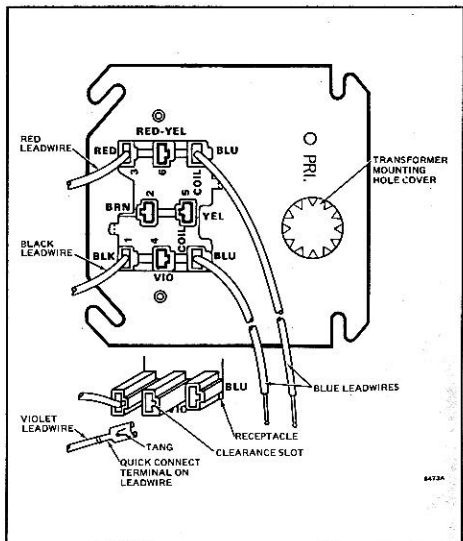 RED-YEL
RED
BLU
RED
LEADWIRE
3
6
COIL
PRI.
TRANSFORMER
MOUNTING
HOLE COVER
2
5
BRN
YEL
BLACK
LEADWIRE
1
4
COIL
BLK
BLU
VIO
BLU
BLUE LEADWIRES
VIO
VIOLET
LEADWIRE
RECEPTACLE
TANG
CLEARANCE SLOT
QUICK CONNECT
TERMINAL ON
LEADWIRE